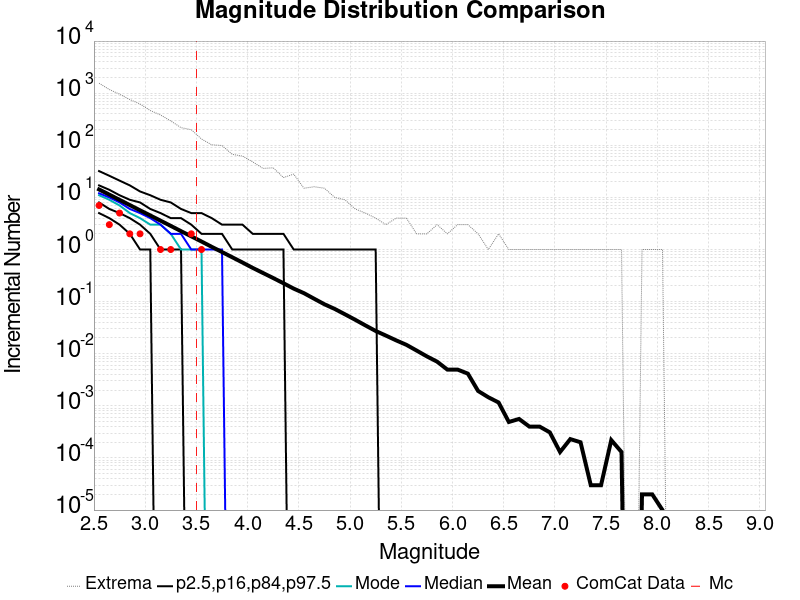 Magnitude Distribution Comparison
10^4
10^3
10^2
10^1
10^0
10^-1
10^-2
10^-3
10^-4
10^-5
Incremental Number
2.5 3.0 3.5 4.0 4.5 5.0 5.5 6.0 6.5 7.0 7.5 8.0 8.5 9.0
Magnitude
Extrema p2.5,p16,p84,p97.5 Mode Median Mean ComCat Data Mc